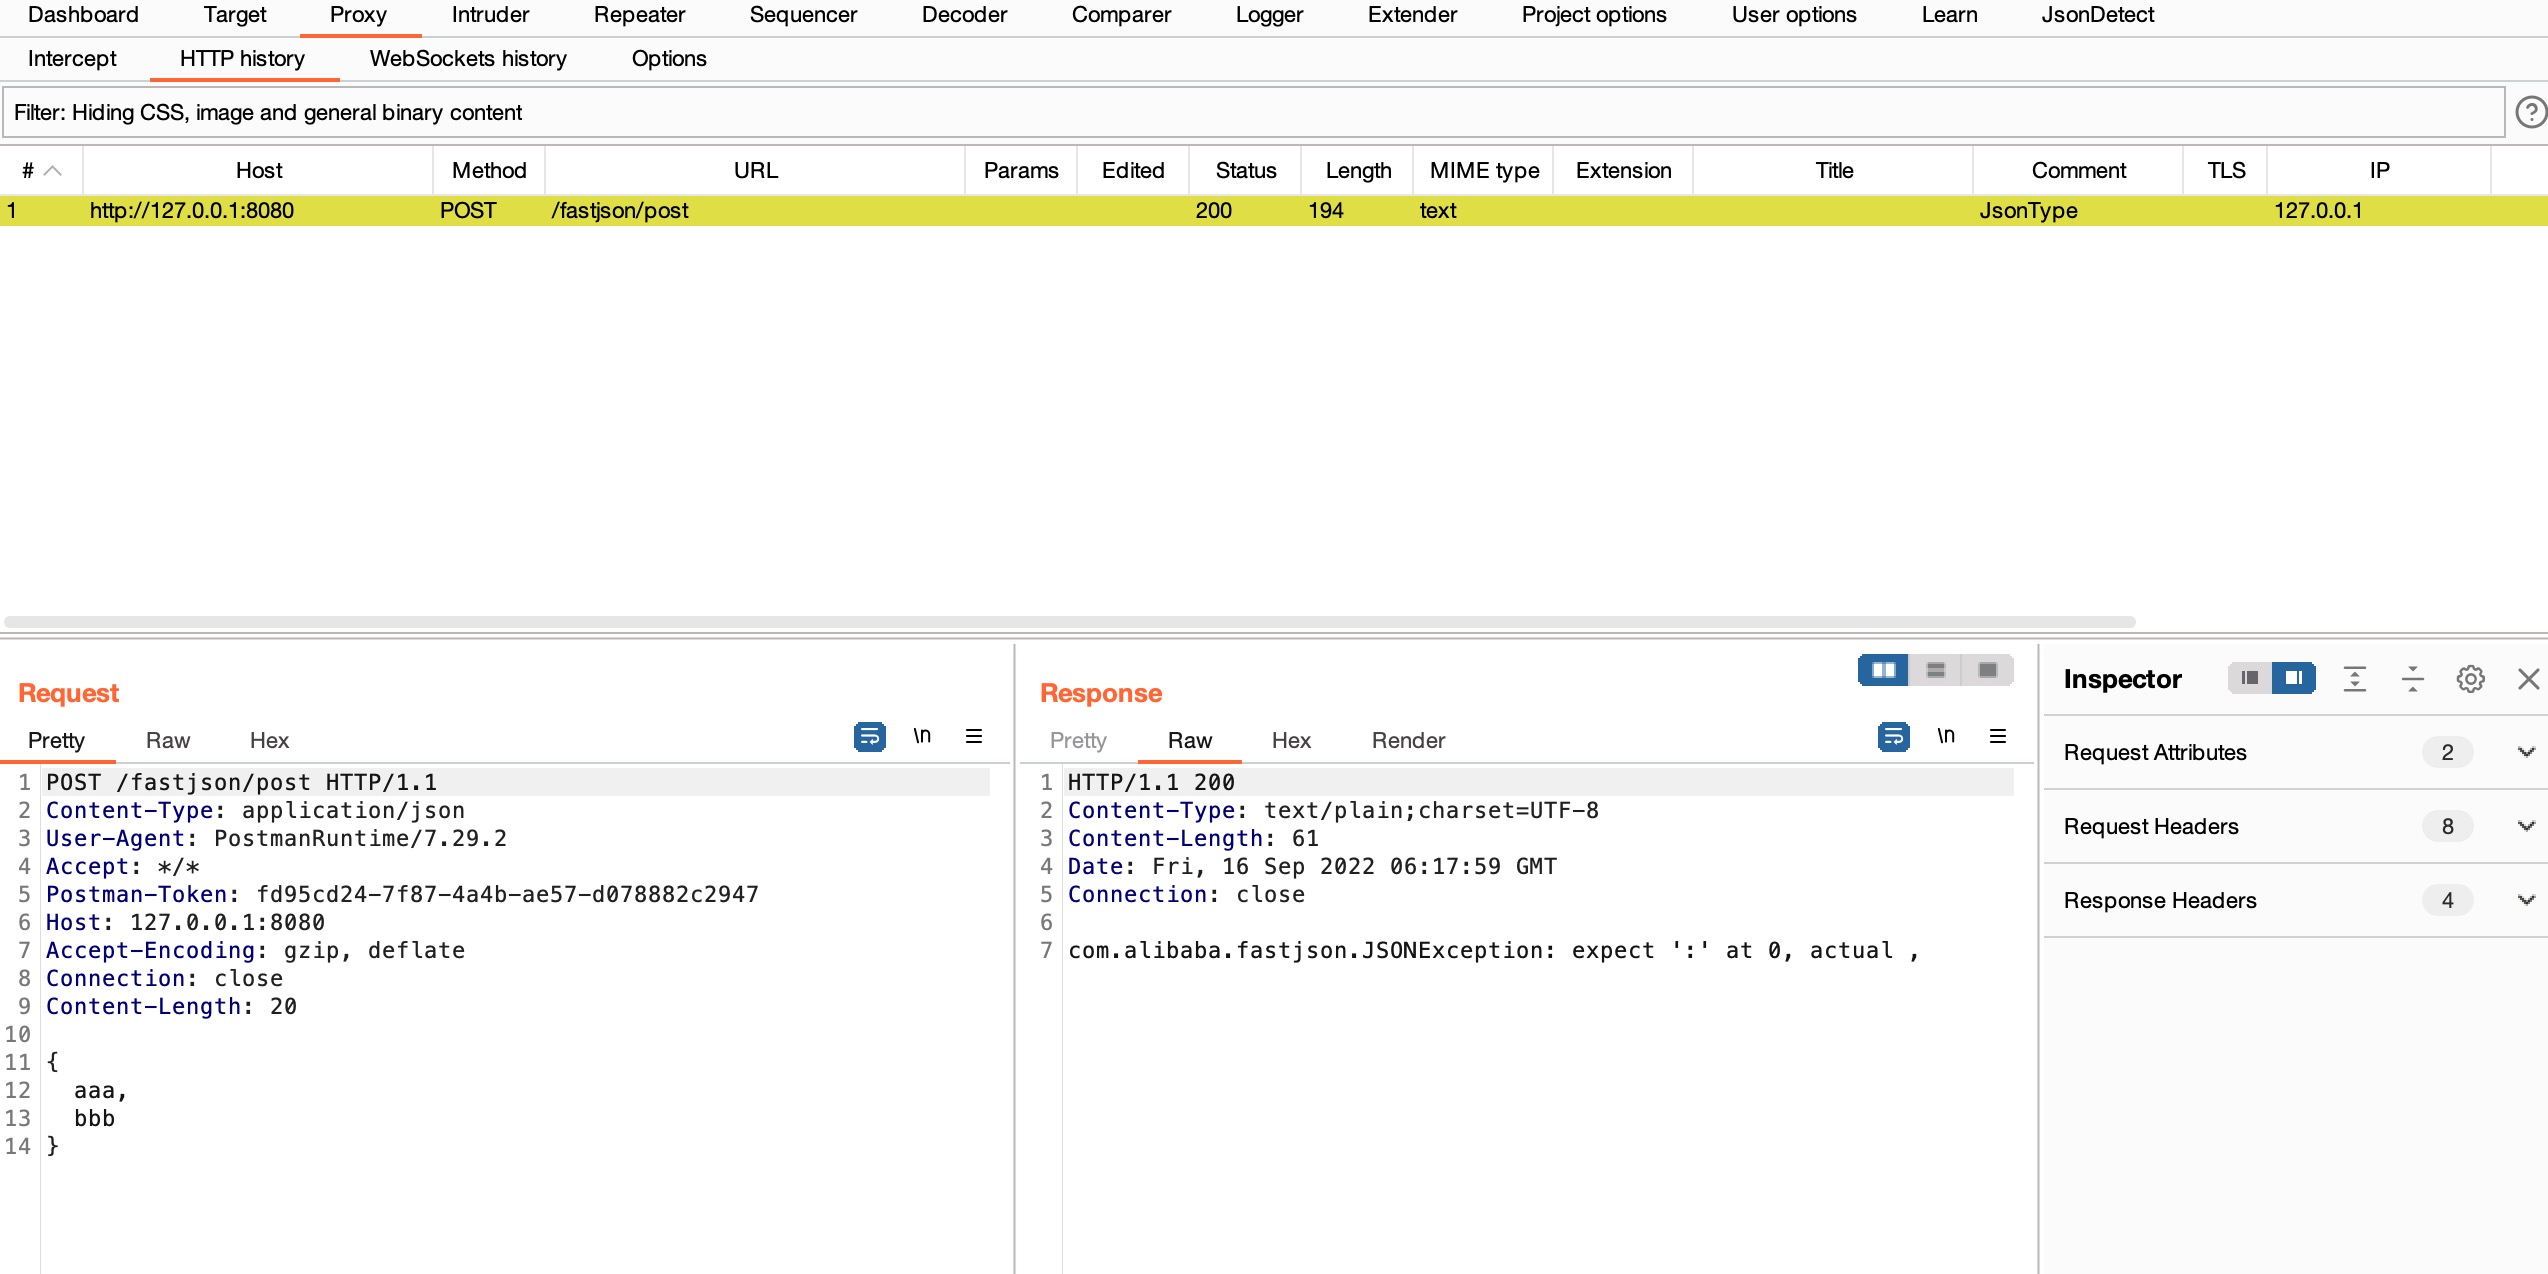 Dashboard Target Proxy Intruder Repeater Sequencer Decoder Comparer Logger Extender Project options User options Learn JsonDetect
Intercept HTTP history WebSockets history Options
Filter: Hiding CSS, image and general binary content
# Host Method URL Params Edited Status Length MIME type Extension Title Comment TLS IP
1 http://127.0.0.1:8080 POST /fastjson/post 200 194 text JsonType 127.0.0.1
Request
Pretty Raw Hex \n
1 POST /fastjson/post HTTP/1.1
2 Content-Type: application/json
3 User-Agent: PostmanRuntime/7.29.2
4 Accept: */*
5 Postman-Token: fd95cd24-7f87-4a4b-ae57-d078882c2947
6 Host: 127.0.0.1:8080
7 Accept-Encoding: gzip, deflate
8 Connection: close
9 Content-Length: 20
10
11 {
12 aaa,
13 bbb
14 }
Response
Pretty Raw Hex Render \n
1 HTTP/1.1 200
2 Content-Type: text/plain;charset=UTF-8
3 Content-Length: 61
4 Date: Fri, 16 Sep 2022 06:17:59 GMT
5 Connection: close
6
7 com.alibaba.fastjson.JSONException: expect ':' at 0, actual ,
Inspector
Request Attributes 2
Request Headers 8
Response Headers 4